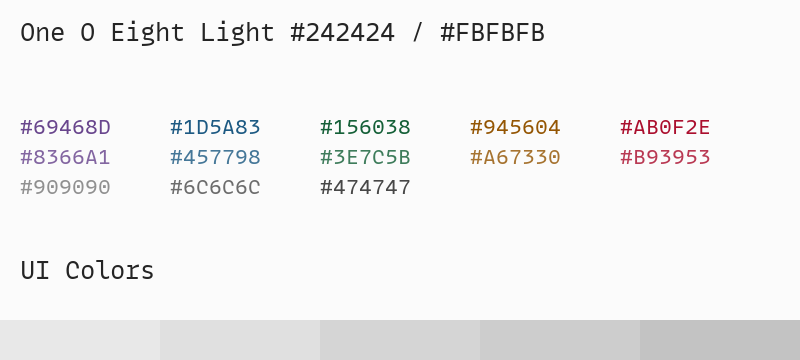 One O Eight Light #242424 / #FBFBFB
#69468D #1D5A83 #156038 #945604 #AB0F2E
#8366A1 #457798 #3E7C5B #A67330 #B93953
#909090 #6C6C6C #474747
UI Colors